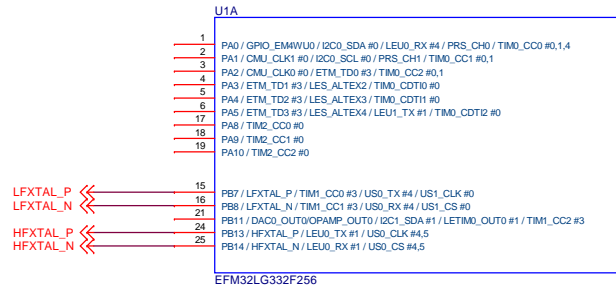 U1A
1 PA0 / GPIO_EM4WU0 / I2C0_SDA #0 / LEU0_RX #4 / PRS_CH0 / TIM0_CC0 #0,1,4
2 PA1 / CMU_CLK1 #0 / I2C0_SCL #0 / PRS_CH1 / TIM0_CC1 #0,1
3 PA2 / CMU_CLK0 #0 / ETM_TD0 #3 / TIM0_CC2 #0,1
4 PA3 / ETM_TD1 #3 / LES_ALTEX2 / TIM0_CDTI0 #0
5 PA4 / ETM_TD2 #3 / LES_ALTEX3 / TIM0_CDTI1 #0
6 PA5 / ETM_TD3 #3 / LES_ALTEX4 / LEU1_TX #1 / TIM0_CDTI2 #0
17 PA8 / TIM2_CC0 #0
18 PA9 / TIM2_CC1 #0
19 PA10 / TIM2_CC2 #0
LFXTAL_P 15 PB7 / LFXTAL_P / TIM1_CC0 #3 / US0_TX #4 / US1_CLK #0
LFXTAL_N 16 PB8 / LFXTAL_N / TIM1_CC1 #3 / US0_RX #4 / US1_CS #0
21 PB11 / DAC0_OUT0/OPAMP_OUT0 / I2C1_SDA #1 / LETIM0_OUT0 #1 / TIM1_CC2 #3
HFXTAL_P 24 PB13 / HFXTAL_P / LEU0_TX #1 / US0_CLK #4,5
HFXTAL_N 25 PB14 / HFXTAL_N / LEU0_RX #1 / US0_CS #4,5
EFM32LG332F256